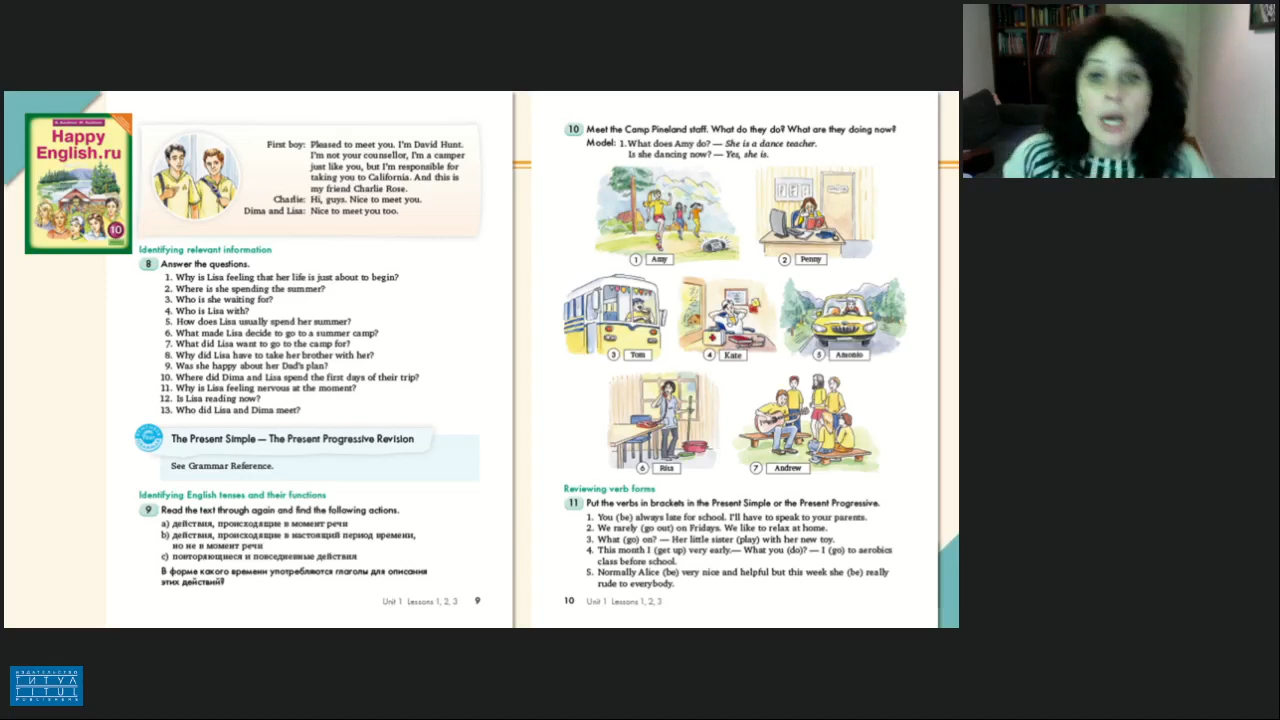 Happy
English.ru
10
First boy: Pleased to meet you. I'm David Hunt.
I'm not your counsellor, I'm a camper
just like you, but I'm responsible for
taking you to California. And this is
my friend Charlie Rose.
Charlie: Hi, guys. Nice to meet you.
Dima and Lisa: Nice to meet you too.
Identifying relevant information
8 Answer the questions.
1. Why is Lisa feeling that her life is just about to begin?
2. Where is she spending the summer?
3. Who is she waiting for?
4. Who is Lisa with?
5. How does Lisa usually spend her summer?
6. What made Lisa decide to go to a summer camp?
7. What did Lisa want to go to the camp for?
8. Why did Lisa have to take her brother with her?
9. Was she happy about her Dad's plan?
10. Where did Dima and Lisa spend the first days of their trip?
11. Why is Lisa feeling nervous at the moment?
12. Is Lisa reading now?
13. Who did Lisa and Dima meet?
The Present Simple — The Present Progressive Revision
See Grammar Reference.
Identifying English tenses and their functions
9 Read the text through again and find the following actions.
a) действия, происходящие в момент речи
b) действия, происходящие в настоящий период времени,
но не в момент речи
c) повторяющиеся и повседневные действия
В форме какого времени употребляются глаголы для описания
этих действий?
Unit 1 Lessons 1, 2, 3 9
10 Meet the Camp Pineland staff. What do they do? What are they doing now?
Model: 1. What does Amy do? — She is a dance teacher.
Is she dancing now? — Yes, she is.
1 Amy
2 Penny
3 Tom
4 Kate
5 Antonio
6 Rita
7 Andrew
Reviewing verb forms
11 Put the verbs in brackets in the Present Simple or the Present Progressive.
1. You (be) always late for school. I'll have to speak to your parents.
2. We rarely (go out) on Fridays. We like to relax at home.
3. What (go) on? — Her little sister (play) with her new toy.
4. This month I (get up) very early.— What you (do)? — I (go) to aerobics
class before school.
5. Normally Alice (be) very nice and helpful but this week she (be) really
rude to everybody.
10 Unit 1 Lessons 1, 2, 3
ИЗДАТЕЛЬСТВО
ТИТУЛ
TITUL
PUBLISHERS